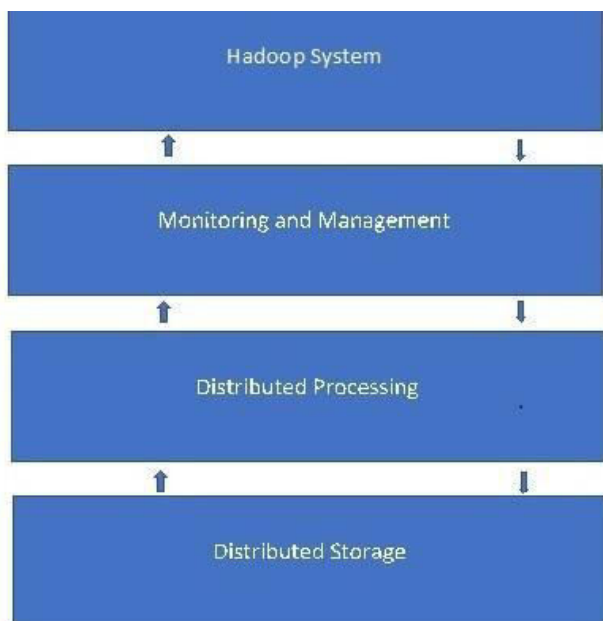 Hadoop System
Monitoring and Management
Distributed Processing
Distributed Storage